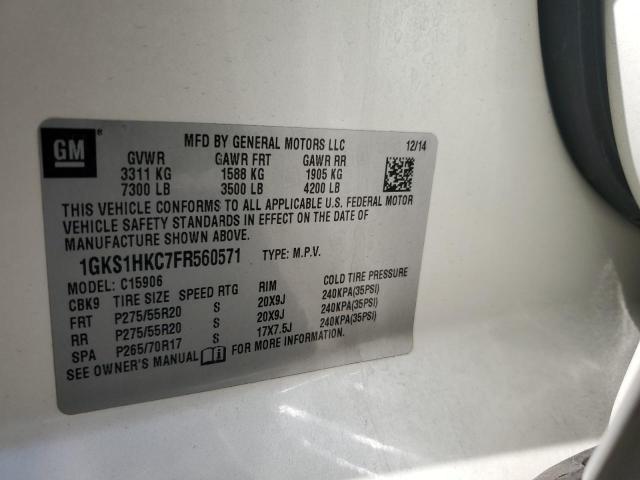 GM ® MFD BY GENERAL MOTORS LLC 12/14
GVWR GAWR FRT GAWR RR
3311 KG 1588 KG 1905 KG
7300 LB 3500 LB 4200 LB
THIS VEHICLE CONFORMS TO ALL APPLICABLE U.S. FEDERAL MOTOR
VEHICLE SAFETY STANDARDS IN EFFECT ON THE DATE OF
MANUFACTURE SHOWN ABOVE.
1GKS1HKC7FR560571 TYPE: M.P.V.
MODEL: C15906
CBK9 TIRE SIZE SPEED RTG RIM COLD TIRE PRESSURE
FRT P275/55R20 S 20X9J 240KPA(35PSI)
RR P275/55R20 S 20X9J 240KPA(35PSI)
SPA P265/70R17 S 17X7.5J 240KPA(35PSI)
SEE OWNER'S MANUAL FOR MORE INFORMATION.